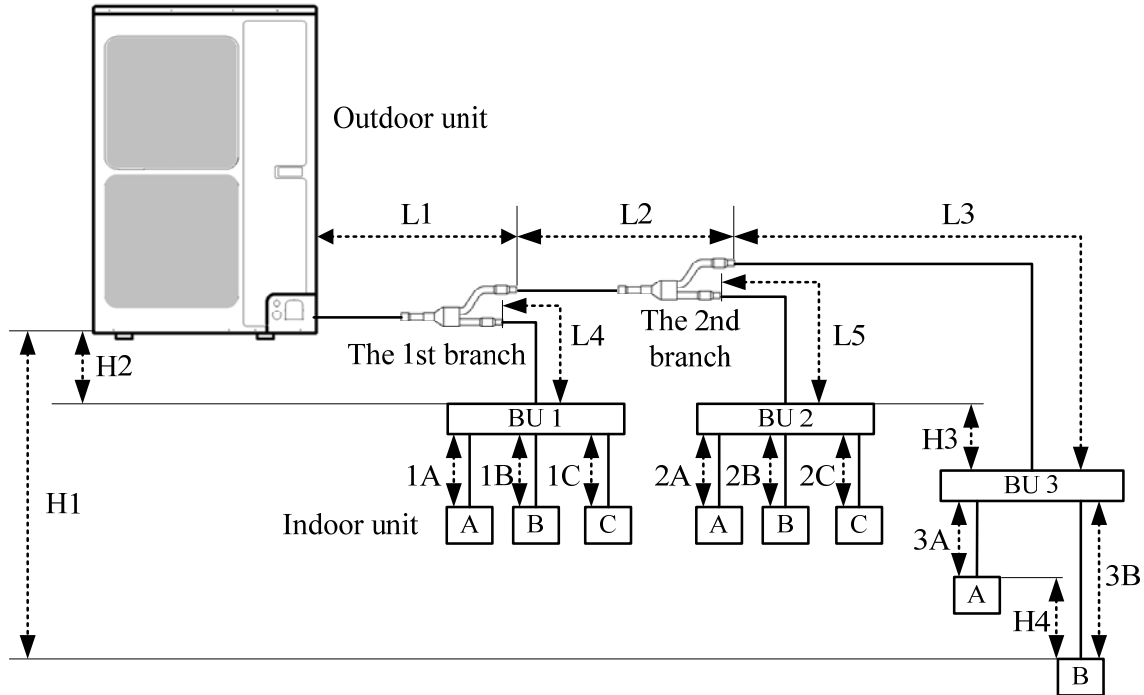 Outdoor unit
L1
L2
L3
The 1st branch
L4
The 2nd
branch
L5
H2
BU 1
BU 2
H3
BU 3
1A
1B
1C
2A
2B
2C
H1
Indoor unit
A
B
C
A
B
C
3A
3B
A
H4
B